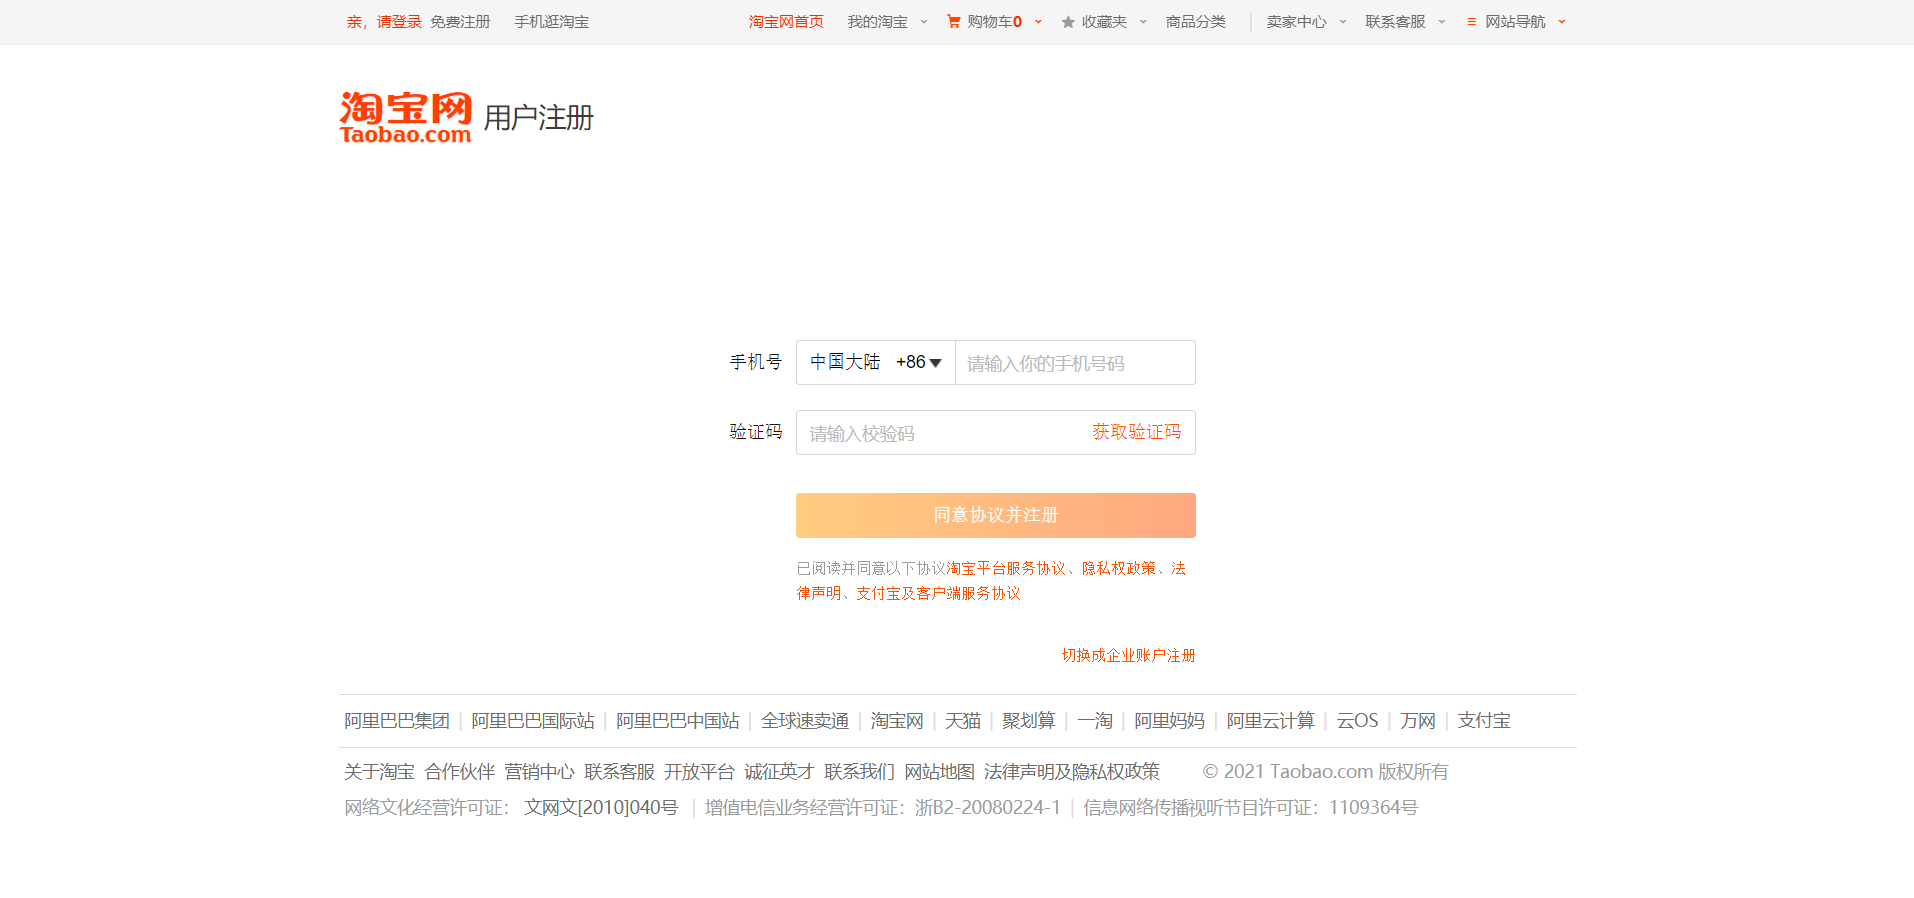 亲，请登录 免费注册 手机逛淘宝 淘宝网首页 我的淘宝 购物车0 收藏夹 商品分类 | 卖家中心 联系客服 网站导航
淘宝网
Taobao.com 用户注册
手机号 中国大陆 +86 请输入你的手机号码
验证码 请输入校验码 获取验证码
同意协议并注册
已阅读并同意以下协议淘宝平台服务协议、隐私权政策、法
律声明、支付宝及客户端服务协议
切换成企业账户注册
阿里巴巴集团 | 阿里巴巴国际站 | 阿里巴巴中国站 | 全球速卖通 | 淘宝网 | 天猫 | 聚划算 | 一淘 | 阿里妈妈 | 阿里云计算 | 云OS | 万网 | 支付宝
关于淘宝 合作伙伴 营销中心 联系客服 开放平台 诚征英才 联系我们 网站地图 法律声明及隐私权政策 © 2021 Taobao.com 版权所有
网络文化经营许可证： 文网文[2010]040号 | 增值电信业务经营许可证：浙B2-20080224-1 | 信息网络传播视听节目许可证：1109364号